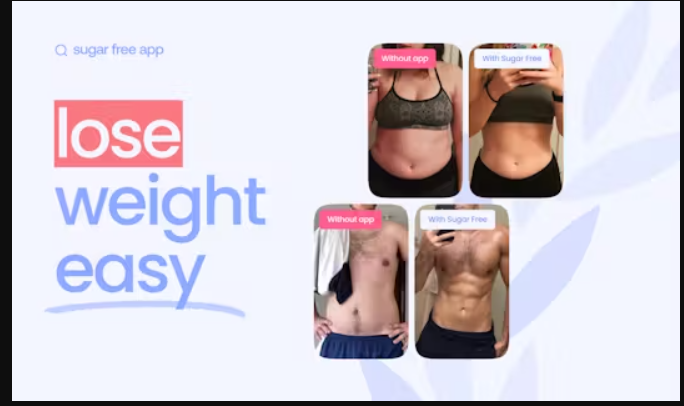 sugar free app
lose
weight
easy
Without app
With Sugar Free
Without app
With Sugar Free